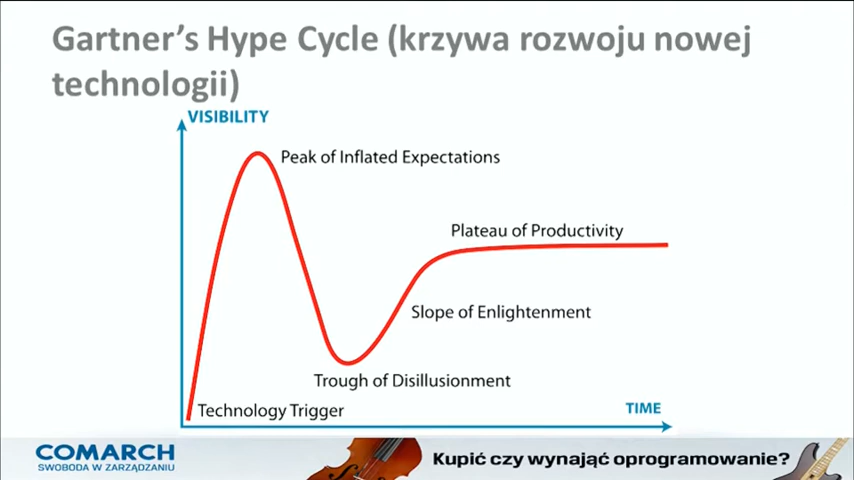 Gartner's Hype Cycle (krzywa rozwoju nowej
technologii)
VISIBILITY
Peak of Inflated Expectations
Plateau of Productivity
Slope of Enlightenment
Trough of Disillusionment
Technology Trigger
TIME
COMARCH
SWOBODA W ZARZĄDZANIU
Kupić czy wynająć oprogramowanie?